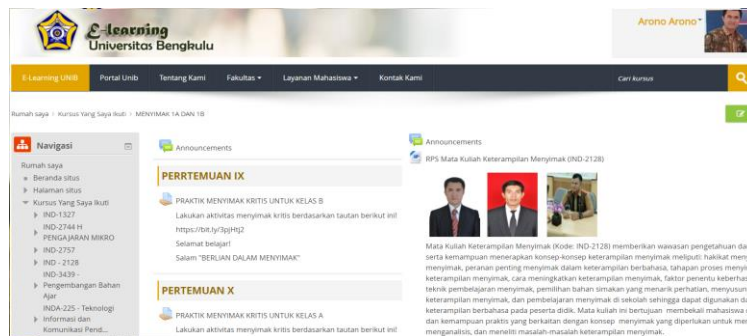 E-Learning
Universitas Bengkulu
Arono Arono
E-Learning UNIB
Portal Unib
Tentang Kami
Fakultas
Layanan Mahasiswa
Kontak Kami
Cari kursus
Rumah saya › Kursus Yang Saya Ikuti › MENYIMAK 1A DAN 1B
Navigasi
Rumah saya
Beranda situs
Halaman situs
Kursus Yang Saya Ikuti
IND-1327
IND-2744 H
PENGAJARAN MIKRO
IND-2757
IND - 2128
IND-3439 -
Pengembangan Bahan
Ajar
INDA-225 - Teknologi
Informasi dan
Komunikasi Pend...
Announcements
PERRTEMUAN IX
PRAKTIK MENYIMAK KRITIS UNTUK KELAS B
Lakukan aktivitas menyimak kritis berdasarkan tautan berikut ini!
https://bit.ly/3pjHtj2
Selamat belajar!
Salam "BERLIAN DALAM MENYIMAK"
PERTEMUAN X
PRAKTIK MENYIMAK KRITIS UNTUK KELAS A
Lakukan aktivitas menyimak kritis berdasarkan tautan berikut ini!
Announcements
RPS Mata Kuliah Keterampilan Menyimak (IND-2128)
Mata Kuliah Keterampilan Menyimak (Kode: IND-2128) memberikan wawasan pengetahuan da
serta kemampuan menerapkan konsep-konsep keterampilan menyimak meliputi: hakikat meny
menyimak, peranan penting menyimak dalam keterampilan berbahasa, tahapan proses menyi
keterampilan menyimak, cara meningkatkan keterampilan menyimak, faktor penentu keberhas
teknik pembelajaran menyimak, pemilihan bahan simakan yang menarik perhatian, menyusun
keterampilan menyimak, dan pembelajaran menyimak di sekolah sehingga dapat digunakan da
keterampilan berbahasa pada peserta didik. Mata kuliah ini bertujuan membekali mahasiswa
dan kemampuan praktis yang berkaitan dengan konsep menyimak yang diperlukan untuk me
menganalisis, dan meneliti masalah-masalah keterampilan menyimak.